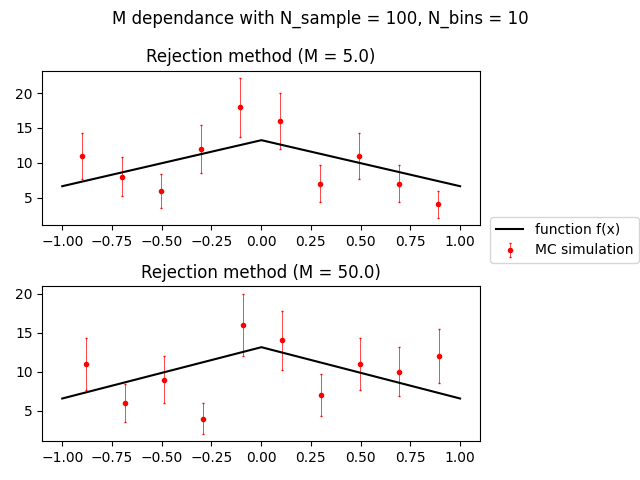 M dependance with N_sample = 100, N_bins = 10
Rejection method (M = 5.0)
20
15
10
5
−1.00 −0.75 −0.50 −0.25 0.00 0.25 0.50 0.75 1.00
function f(x)
MC simulation
Rejection method (M = 50.0)
20
15
10
5
−1.00 −0.75 −0.50 −0.25 0.00 0.25 0.50 0.75 1.00